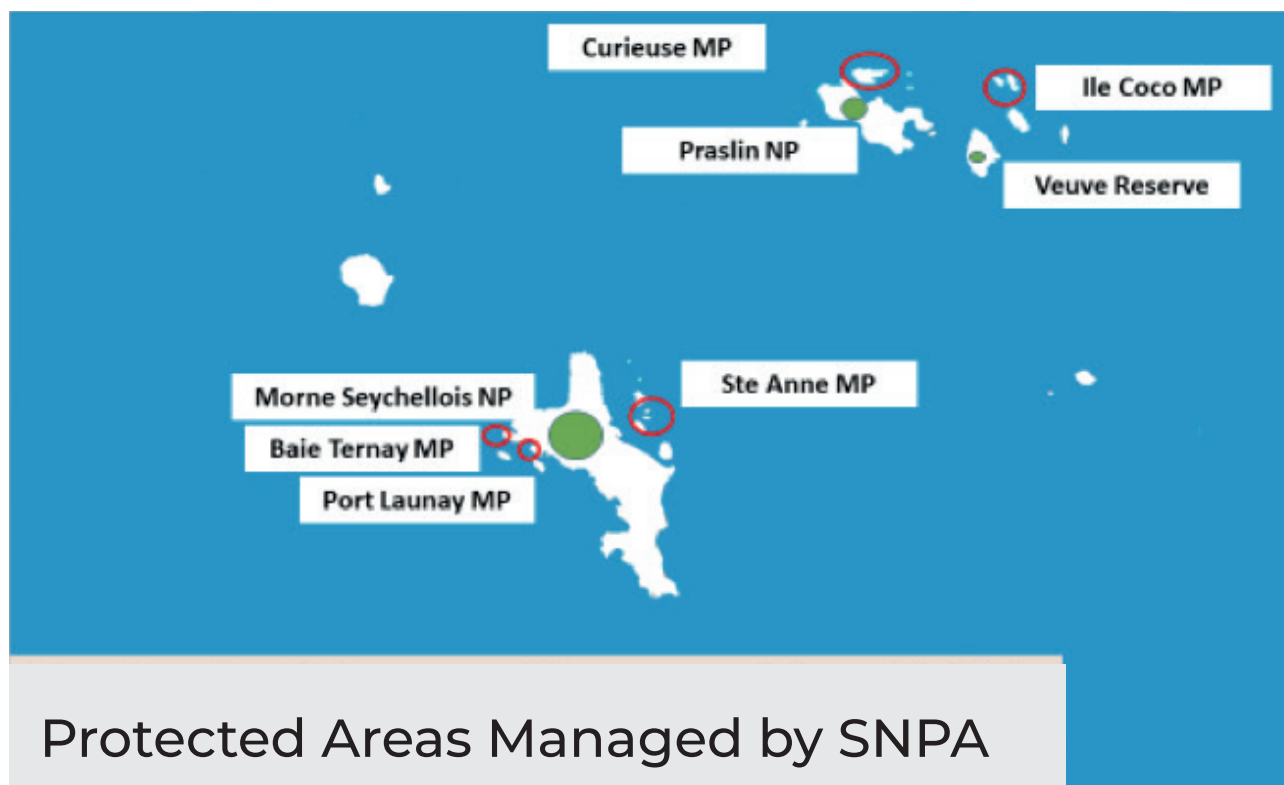 Curieuse MP
Ile Coco MP
Praslin NP
Veuve Reserve
Ste Anne MP
Morne Seychellois NP
Baie Ternay MP
Port Launay MP
Protected Areas Managed by SNPA